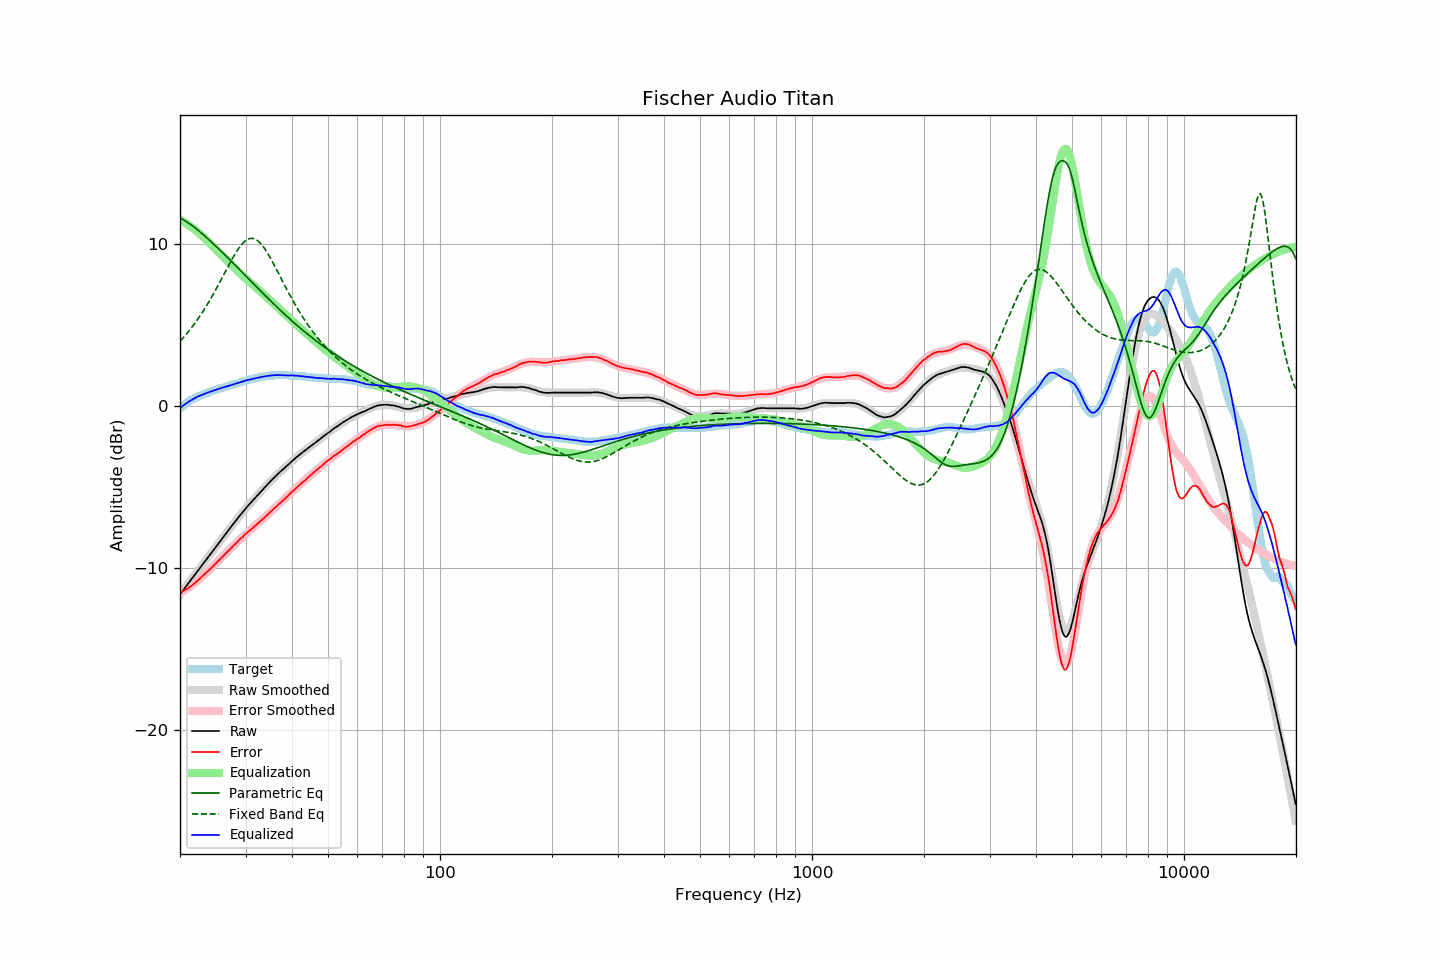 Fischer Audio Titan
Amplitude (dBr)
10
0
−10
−20
Target
Raw Smoothed
Error Smoothed
Raw
Error
Equalization
Parametric Eq
Fixed Band Eq
Equalized
100
1000
10000
Frequency (Hz)